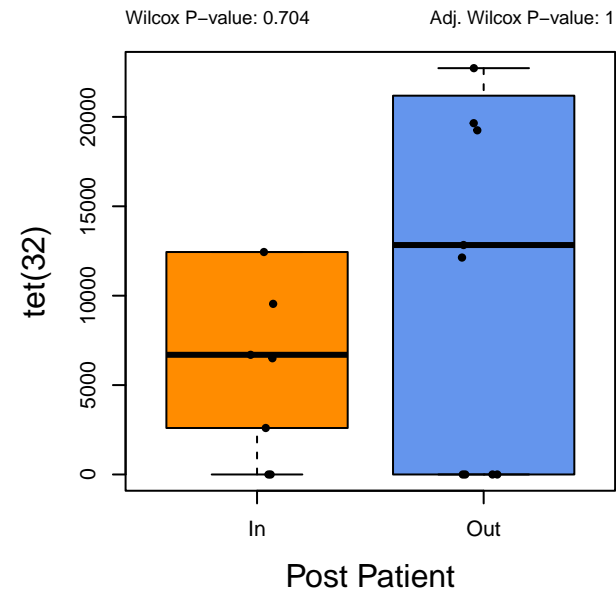 Wilcox P−value: 0.704
Adj. Wilcox P−value: 1
tet(32)
20000
15000
10000
5000
0
In
Out
Post Patient